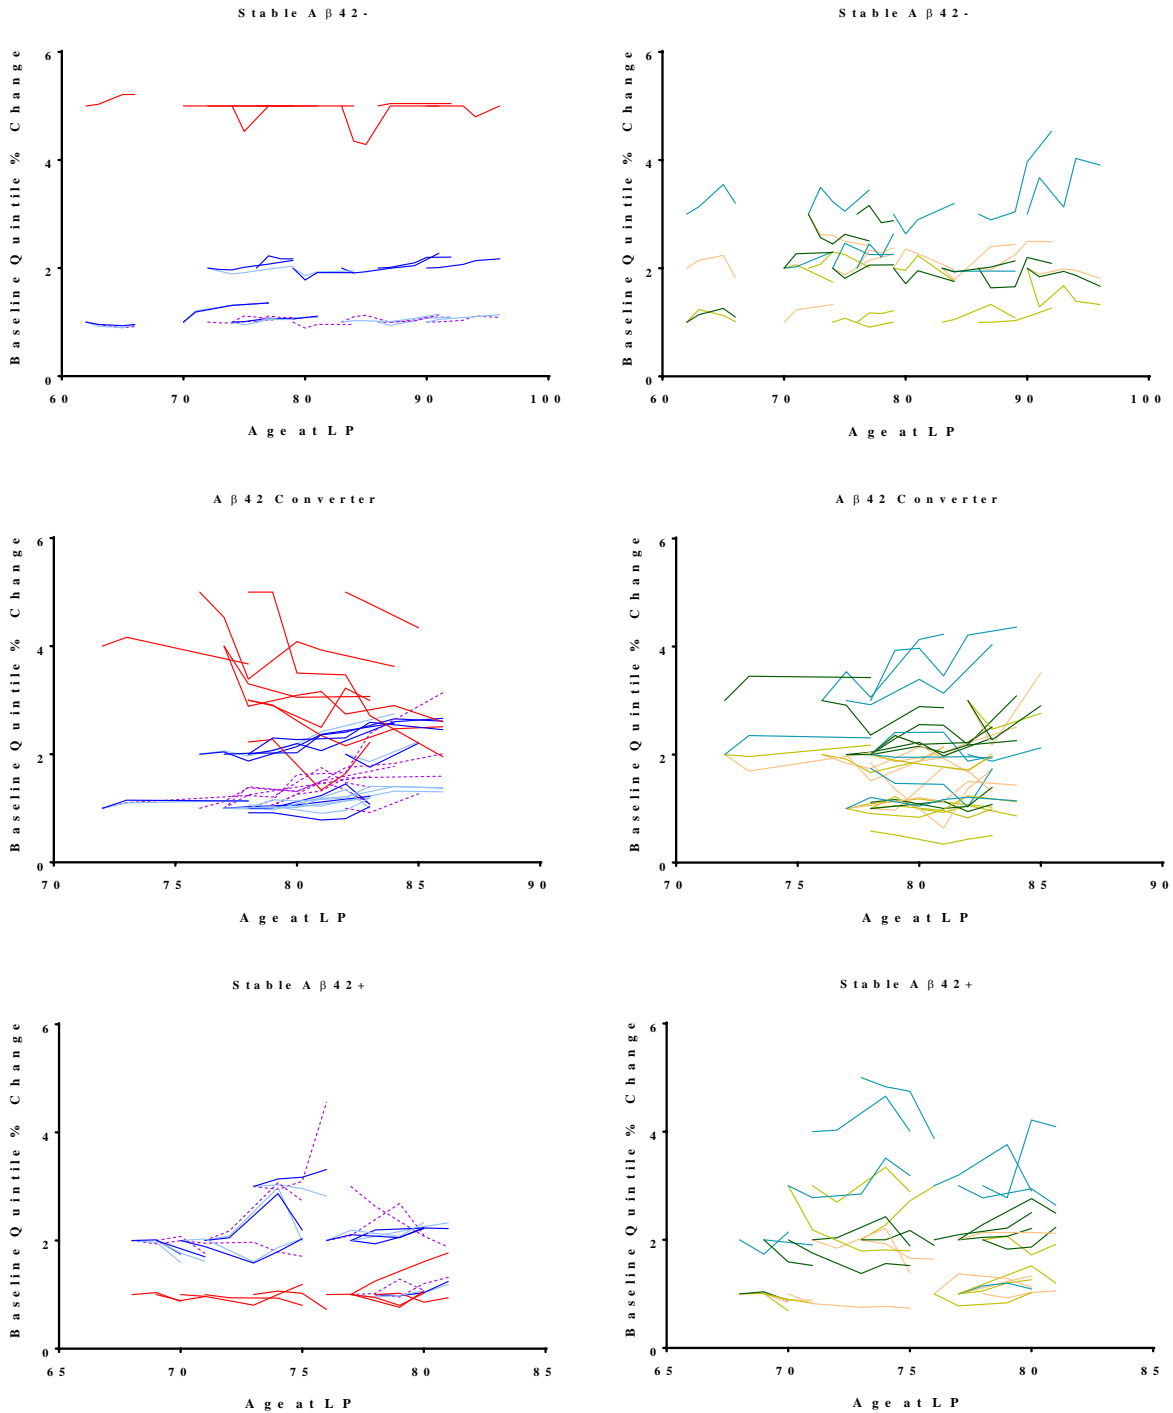 Stable Aβ42-
Baseline Quintile % Change
6
4
2
0
60 70 80 90 100
Age at LP
Stable Aβ42-
Baseline Quintile % Change
6
4
2
0
60 70 80 90 100
Age at LP
Aβ42 Converter
Baseline Quintile % Change
6
4
2
0
70 75 80 85 90
Age at LP
Aβ42 Converter
Baseline Quintile % Change
6
4
2
0
70 75 80 85 90
Age at LP
Stable Aβ42+
Baseline Quintile % Change
6
4
2
0
65 70 75 80 85
Age at LP
Stable Aβ42+
Baseline Quintile % Change
6
4
2
0
65 70 75 80 85
Age at LP